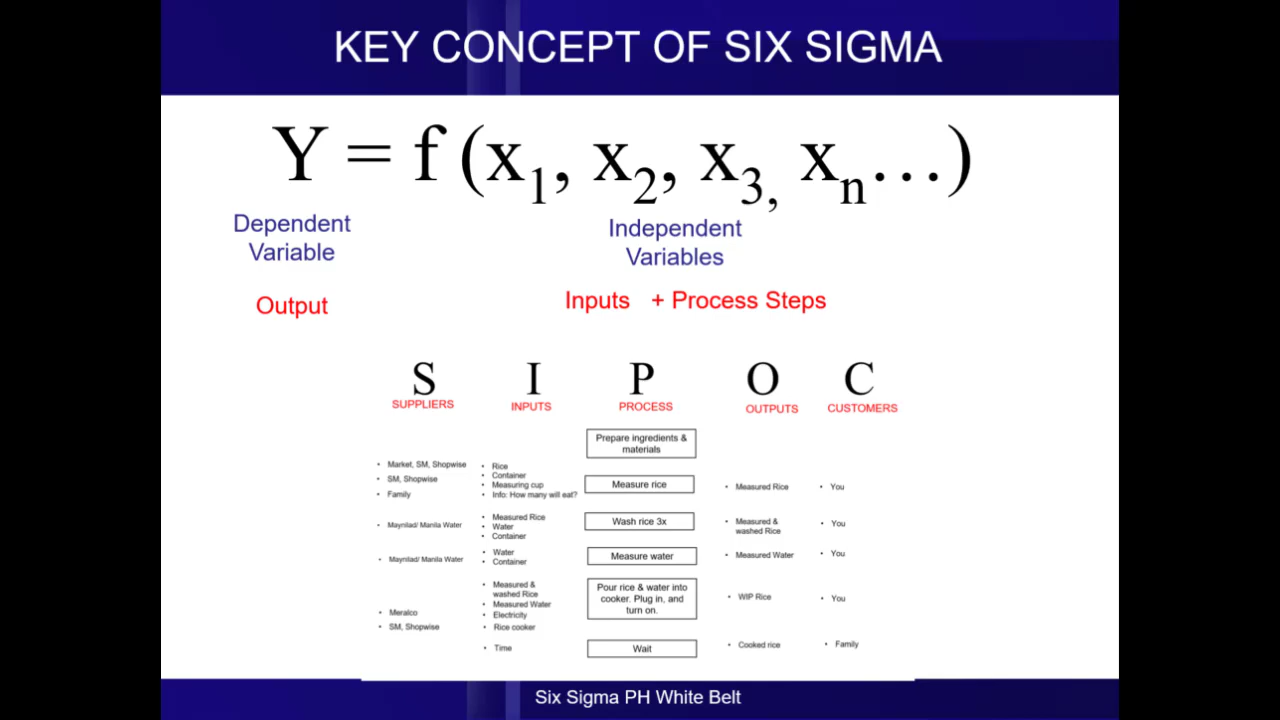 KEY CONCEPT OF SIX SIGMA
Y = f (x1, x2, x3, xn…)
Dependent
Variable
Independent
Variables
Output
Inputs + Process Steps
S I P O C
SUPPLIERS INPUTS PROCESS OUTPUTS CUSTOMERS
Prepare ingredients &
materials
• Market, SM, Shopwise
• SM, Shopwise
• Family
• Rice
• Container
• Measuring cup
• Info: How many will eat?
Measure rice
• Measured Rice
• You
• Maynilad/ Manila Water
• Measured Rice
• Water
• Container
Wash rice 3x
• Measured &
washed Rice
• You
• Maynilad/ Manila Water
• Water
• Container
Measure water
• Measured Water
• You
• Meralco
• SM, Shopwise
• Measured &
washed Rice
• Measured Water
• Electricity
• Rice cooker
Pour rice & water into
cooker. Plug in, and
turn on.
• WIP Rice
• You
• Time
Wait
• Cooked rice
• Family
Six Sigma PH White Belt